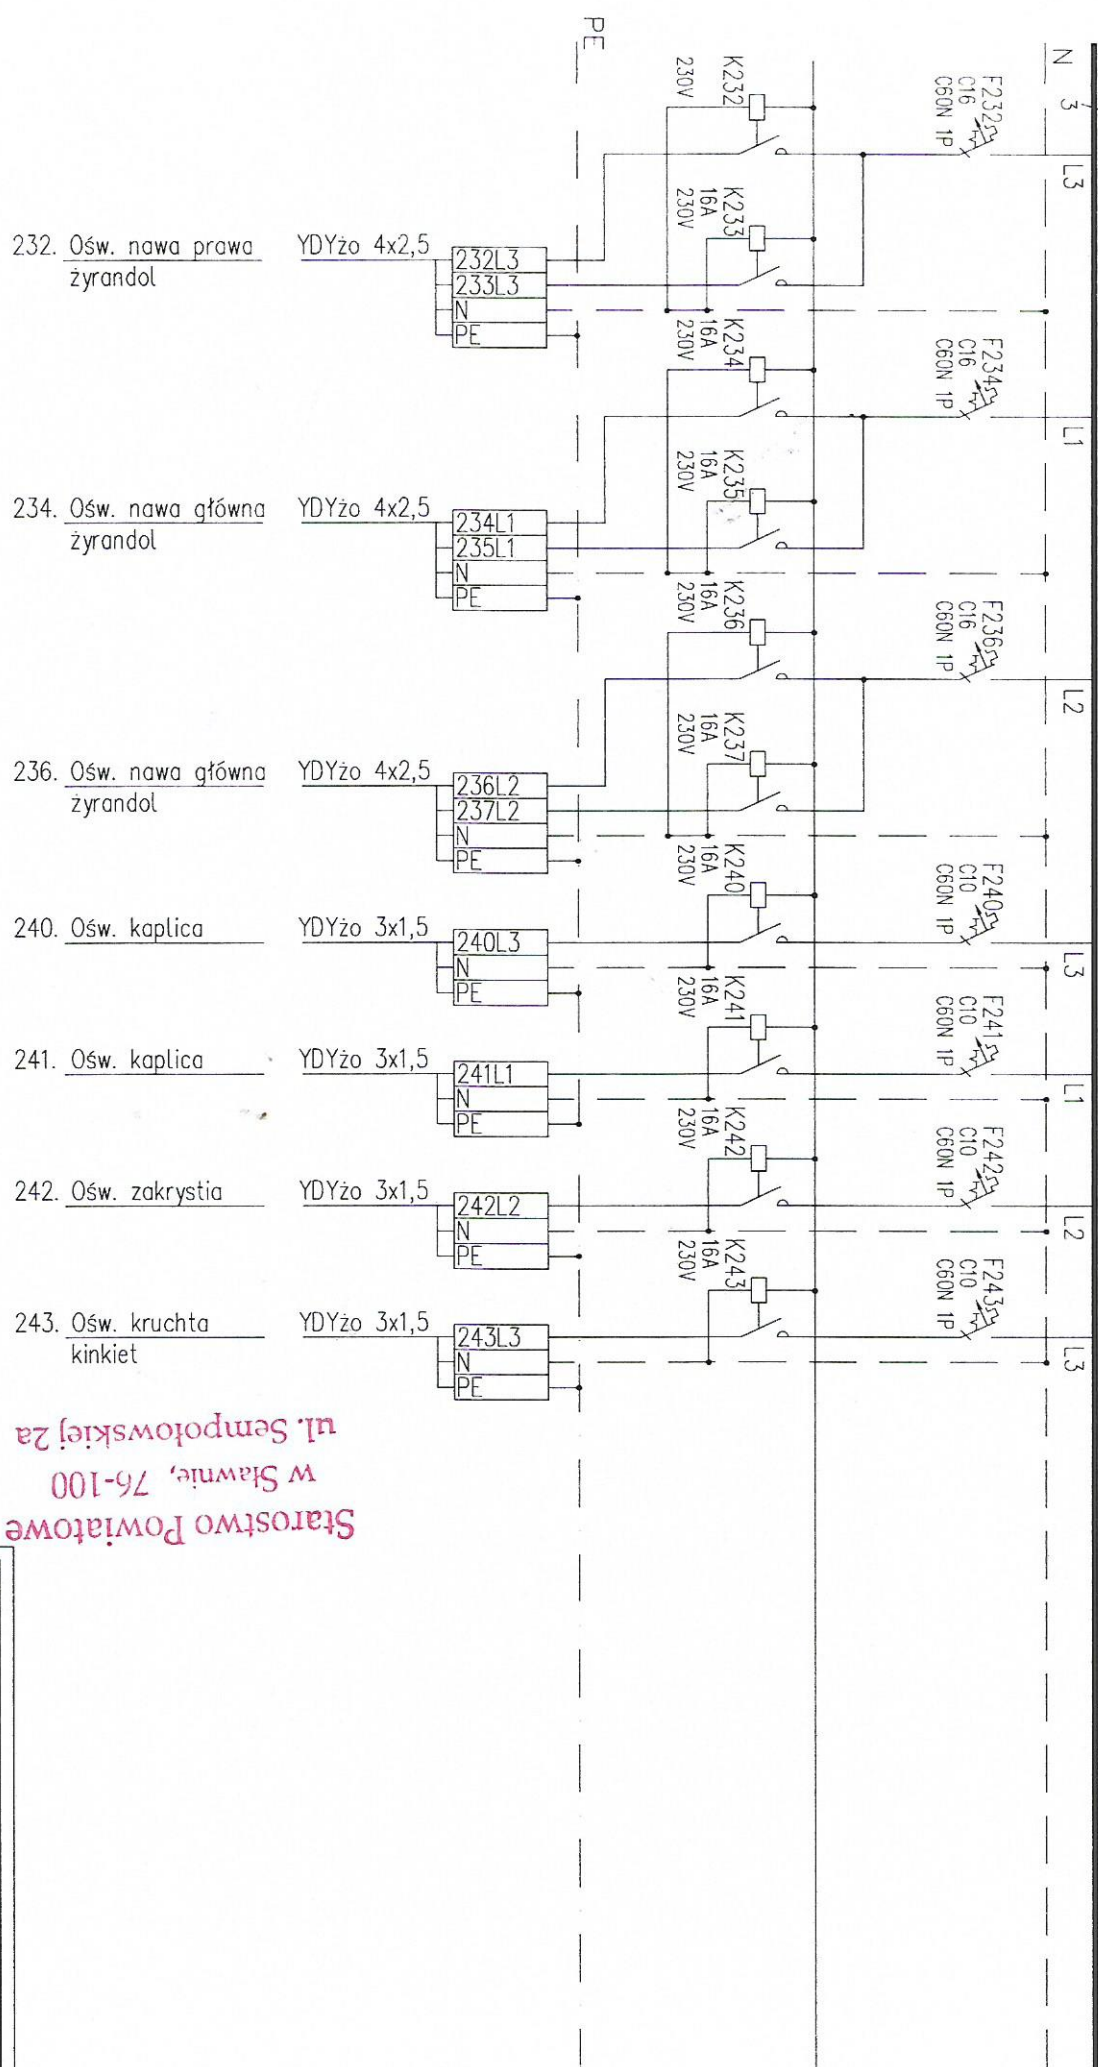 PE
N
3
F232
C16
C60N 1P
L3
K232
230V
K233
16A
230V
232. Ośw. nawa prawa
żyrandol
YDYżo 4x2,5
232L3
233L3
N
PE
F234
C16
C60N 1P
L1
K234
16A
230V
K235
16A
230V
234. Ośw. nawa główna
żyrandol
YDYżo 4x2,5
234L1
235L1
N
PE
F236
C16
C60N 1P
L2
K236
16A
230V
K237
16A
230V
236. Ośw. nawa główna
żyrandol
YDYżo 4x2,5
236L2
237L2
N
PE
F240
C10
C60N 1P
L3
K240
16A
230V
240. Ośw. kaplica
YDYżo 3x1,5
240L3
N
PE
F241
C10
C60N 1P
L1
K241
16A
230V
241. Ośw. kaplica
YDYżo 3x1,5
241L1
N
PE
F242
C10
C60N 1P
L2
K242
16A
230V
242. Ośw. zakrystia
YDYżo 3x1,5
242L2
N
PE
F243
C10
C60N 1P
L3
K243
16A
230V
243. Ośw. kruchta
kinkiet
YDYżo 3x1,5
243L3
N
PE
Starostwo Powiatowe
w Sławnie, 76-100
ul. Sempołowskiej 2a